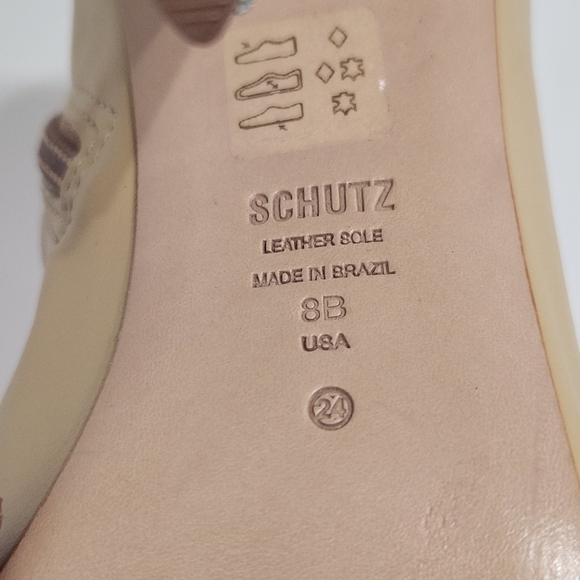 SCHUTZ
LEATHER SOLE
MADE IN BRAZIL
8B
USA
24